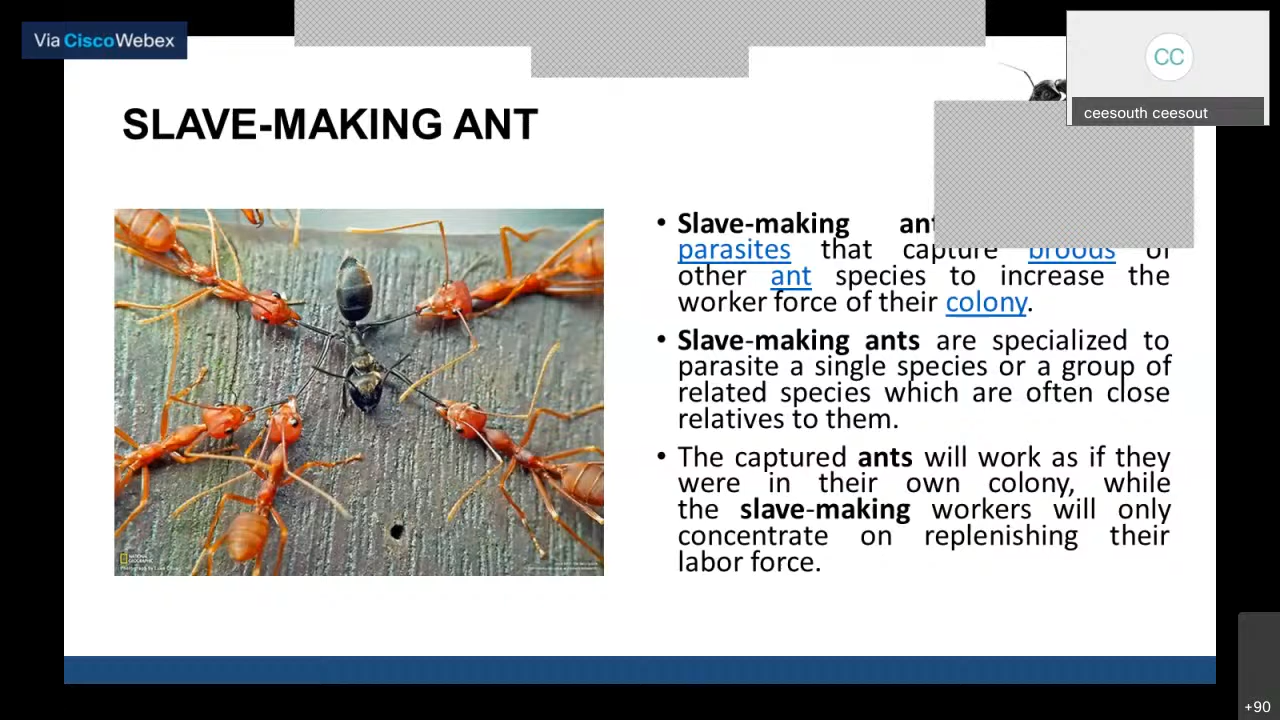 Via CiscoWebex
CC
ceesouth ceesout
SLAVE-MAKING ANT
• Slave-making
parasites that capture broods of
other ant species to increase the
worker force of their colony.
• Slave-making ants are specialized to
parasite a single species or a group of
related species which are often close
relatives to them.
• The captured ants will work as if they
were in their own colony, while
the slave-making workers will only
concentrate on replenishing their
labor force.
NATIONAL
GEOGRAPHIC
+90